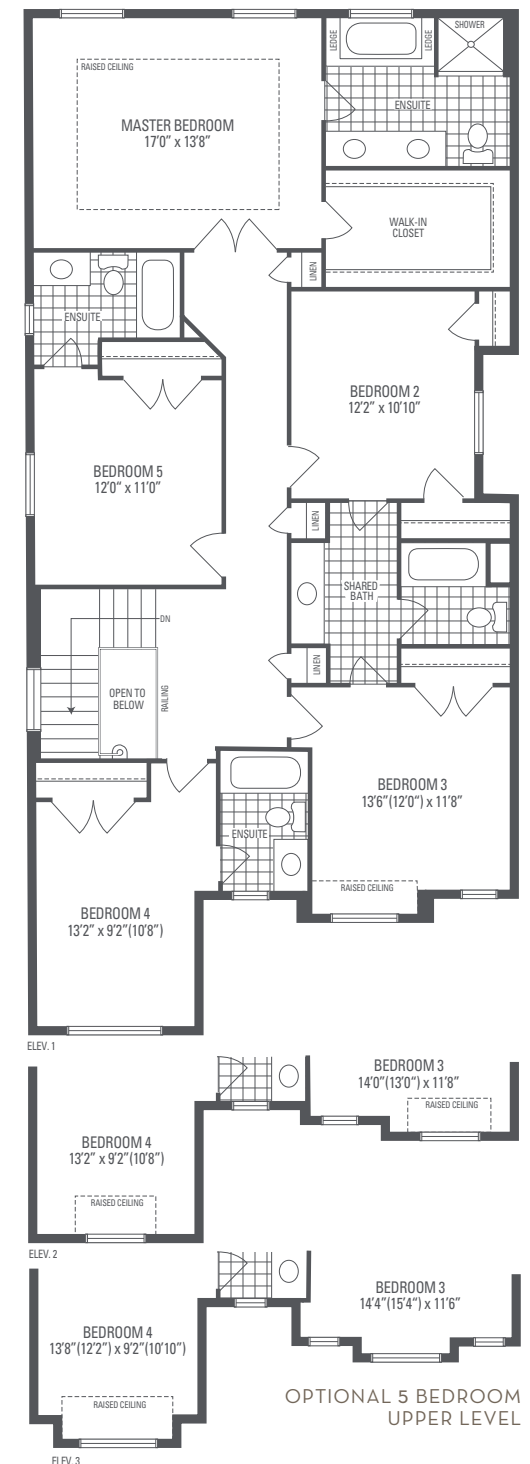 LEDGE
LEDGE
SHOWER
RAISED CEILING
ENSUITE
MASTER BEDROOM
17'0" x 13'8"
WALK-IN
CLOSET
LINEN
ENSUITE
BEDROOM 2
12'2" x 10'10"
BEDROOM 5
12'0" x 11'0"
LINEN
SHARED
BATH
DN
LINEN
OPEN TO
BELOW
RAILING
BEDROOM 3
13'6"(12'0") x 11'8"
ENSUITE
RAISED CEILING
BEDROOM 4
13'2" x 9'2"(10'8")
ELEV. 1
BEDROOM 3
14'0"(13'0") x 11'8"
RAISED CEILING
BEDROOM 4
13'2" x 9'2"(10'8")
RAISED CEILING
ELEV. 2
BEDROOM 3
14'4"(15'4") x 11'6"
BEDROOM 4
13'8"(12'2") x 9'2"(10'10")
RAISED CEILING
OPTIONAL 5 BEDROOM
UPPER LEVEL
ELEV. 3